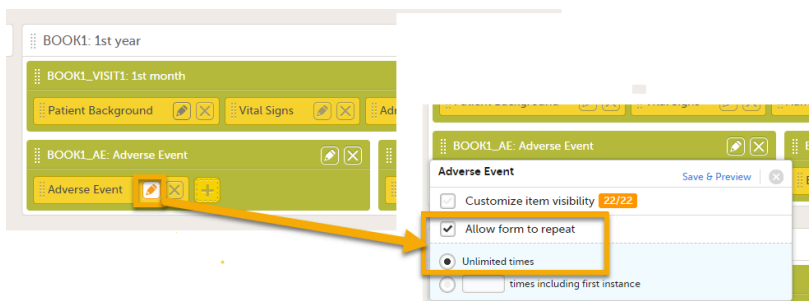 BOOK1: 1st year
BOOK1_VISIT1: 1st month
Patient Background
Vital Signs
BOOK1_AE: Adverse Event
Adverse Event
BOOK1_AE: Adverse Event
Adverse Event
Save & Preview
Customize item visibility 22/22
Allow form to repeat
Unlimited times
times including first instance